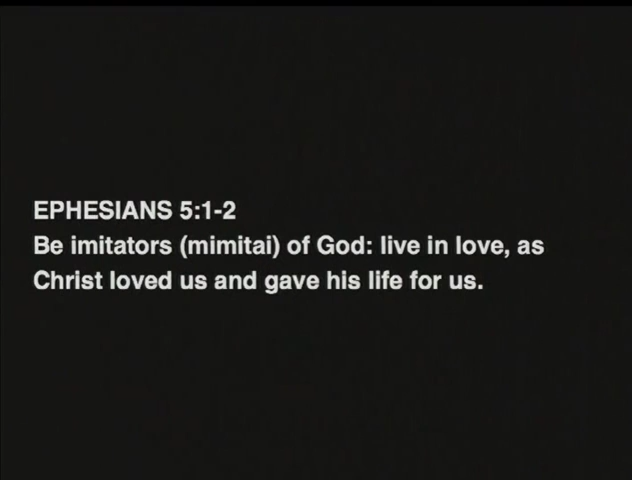 EPHESIANS 5:1-2
Be imitators (mimitai) of God: live in love, as
Christ loved us and gave his life for us.